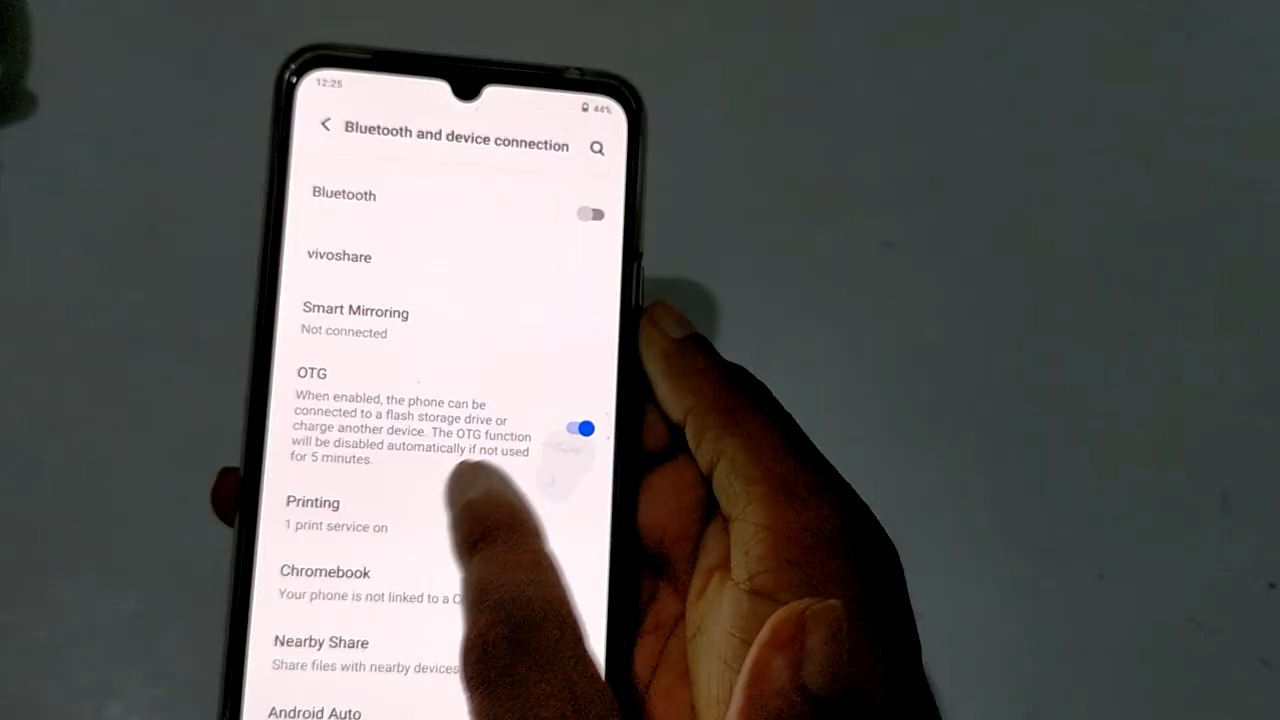 12:25
44%
Bluetooth and device connection
Bluetooth
vivoshare
Smart Mirroring
Not connected
OTG
When enabled, the phone can be
connected to a flash storage drive or
charge another device. The OTG function
will be disabled automatically if not used
for 5 minutes.
Printing
1 print service on
Chromebook
Your phone is not linked to a
Nearby Share
Share files with nearby devices
Android Auto